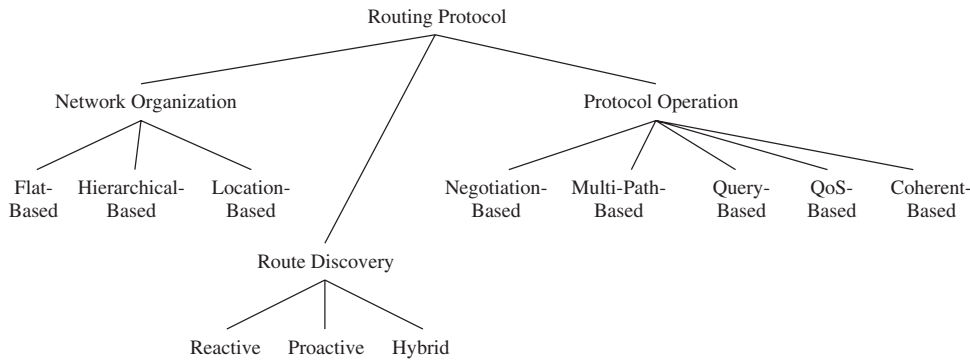 Routing Protocol
Network Organization
Protocol Operation
Flat-
Based
Hierarchical-
Based
Location-
Based
Negotiation-
Based
Multi-Path-
Based
Query-
Based
QoS-
Based
Coherent-
Based
Route Discovery
Reactive
Proactive
Hybrid